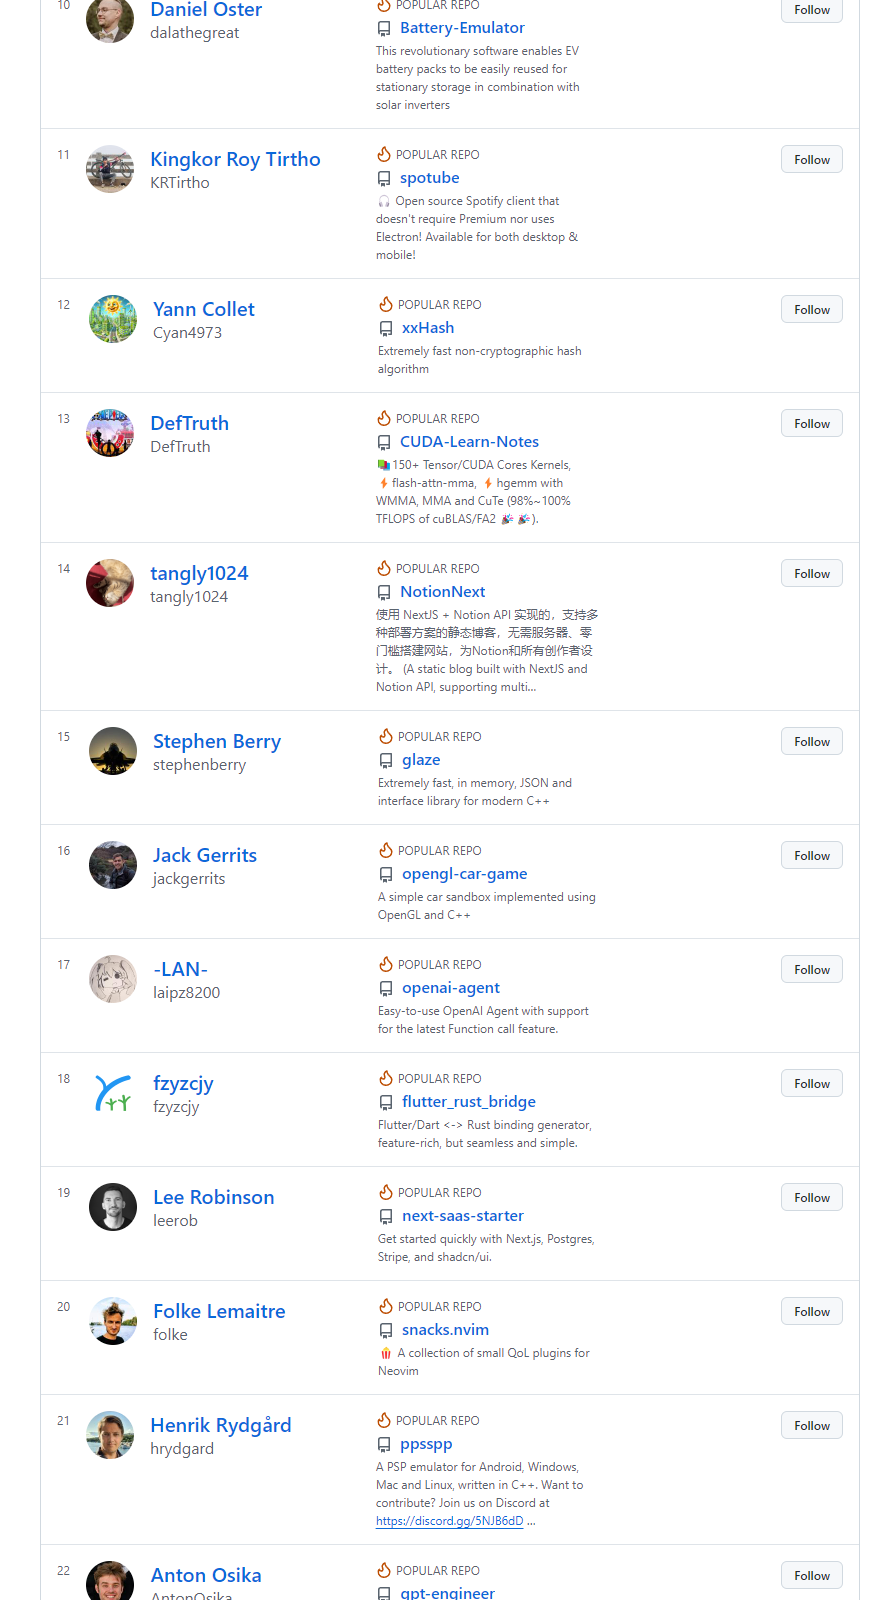 10
Daniel Oster
dalathegreat
POPULAR REPO
Battery-Emulator
This revolutionary software enables EV
battery packs to be easily reused for
stationary storage in combination with
solar inverters
Follow
11
Kingkor Roy Tirtho
KRTirtho
POPULAR REPO
spotube
🎧 Open source Spotify client that
doesn't require Premium nor uses
Electron! Available for both desktop &
mobile!
Follow
12
Yann Collet
Cyan4973
POPULAR REPO
xxHash
Extremely fast non-cryptographic hash
algorithm
Follow
13
DefTruth
DefTruth
POPULAR REPO
CUDA-Learn-Notes
📚150+ Tensor/CUDA Cores Kernels,
⚡️flash-attn-mma, ⚡️hgemm with
WMMA, MMA and CuTe (98%~100%
TFLOPS of cuBLAS/FA2 🎉🎉).
Follow
14
tangly1024
tangly1024
POPULAR REPO
NotionNext
使用 NextJS + Notion API 实现的，支持多
种部署方案的静态博客，无需服务器、零
门槛搭建网站，为Notion和所有创作者设
计。 (A static blog built with NextJS and
Notion API, supporting multi...
Follow
15
Stephen Berry
stephenberry
POPULAR REPO
glaze
Extremely fast, in memory, JSON and
interface library for modern C++
Follow
16
Jack Gerrits
jackgerrits
POPULAR REPO
opengl-car-game
A simple car sandbox implemented using
OpenGL and C++
Follow
17
-LAN-
laipz8200
POPULAR REPO
openai-agent
Easy-to-use OpenAI Agent with support
for the latest Function call feature.
Follow
18
fzyzcjy
fzyzcjy
POPULAR REPO
flutter_rust_bridge
Flutter/Dart <-> Rust binding generator,
feature-rich, but seamless and simple.
Follow
19
Lee Robinson
leerob
POPULAR REPO
next-saas-starter
Get started quickly with Next.js, Postgres,
Stripe, and shadcn/ui.
Follow
20
Folke Lemaitre
folke
POPULAR REPO
snacks.nvim
🍿 A collection of small QoL plugins for
Neovim
Follow
21
Henrik Rydgård
hrydgard
POPULAR REPO
ppsspp
A PSP emulator for Android, Windows,
Mac and Linux, written in C++. Want to
contribute? Join us on Discord at
https://discord.gg/5NJB6dD ...
Follow
22
Anton Osika
AntonOsika
POPULAR REPO
gpt-engineer
Follow